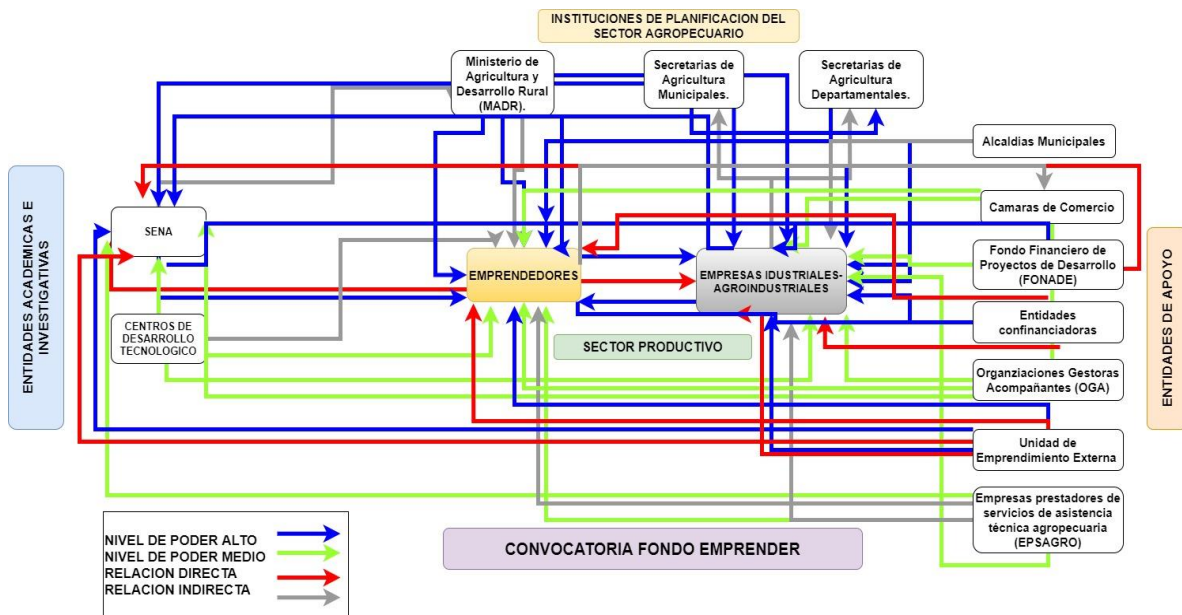 INSTITUCIONES DE PLANIFICACION DEL
SECTOR AGROPECUARIO
Ministerio de
Agricultura y
Desarrollo Rural
(MADR).
Secretarias de
Agricultura
Municipales.
Secretarias de
Agricultura
Departamentales.
Alcaldias Municipales
ENTIDADES ACADEMICAS E
INVESTIGATIVAS
SENA
Camaras de Comercio
EMPRENDEDORES
EMPRESAS IDUSTRIALES-
AGROINDUSTRIALES
Fondo Financiero de
Proyectos de Desarrollo
(FONADE)
ENTIDADES DE APOYO
CENTROS DE
DESARROLLO
TECNOLOGICO
SECTOR PRODUCTIVO
Entidades
confinanciadoras
Organziaciones Gestoras
Acompañantes (OGA)
Unidad de
Emprendimiento Externa
Empresas prestadores de
servicios de asistencia
técnica agropecuaria
(EPSAGRO)
CONVOCATORIA FONDO EMPRENDER
NIVEL DE PODER ALTO
NIVEL DE PODER MEDIO
RELACION DIRECTA
RELACION INDIRECTA